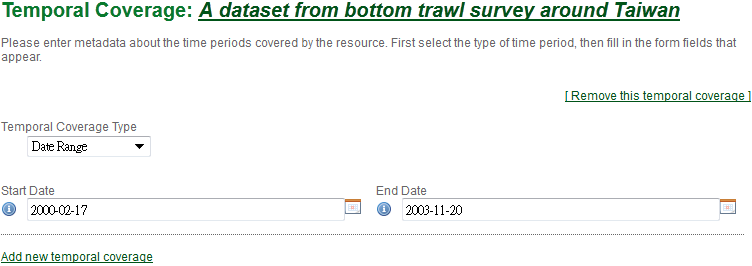 Temporal Coverage: A dataset from bottom trawl survey around Taiwan
Please enter metadata about the time periods covered by the resource. First select the type of time period, then fill in the form fields that
appear.
[ Remove this temporal coverage ]
Temporal Coverage Type
Date Range
Start Date End Date
2000-02-17 2003-11-20
Add new temporal coverage